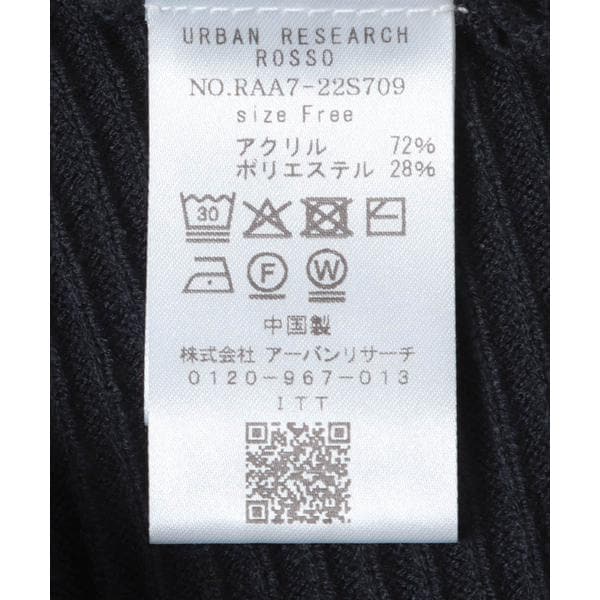 URBAN RESEARCH
ROSSO
NO.RAA7-22S709
size Free
アクリル 72%
ポリエステル 28%
30
F W
中国製
株式会社 アーバンリサーチ
0120-967-013
ITT